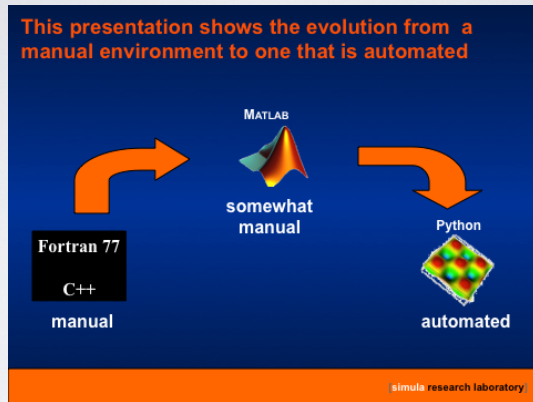 This presentation shows the evolution from a
manual environment to one that is automated
MATLAB
somewhat
manual
Fortran 77
C++
manual
Python
automated
[simula research laboratory]